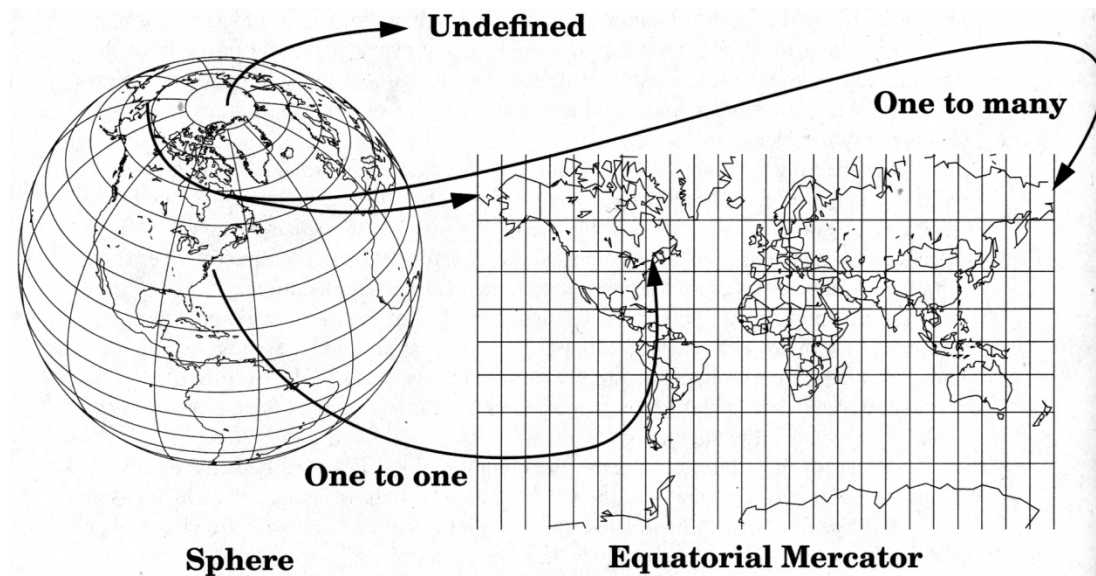 Undefined
One to many
One to one
Sphere
Equatorial Mercator